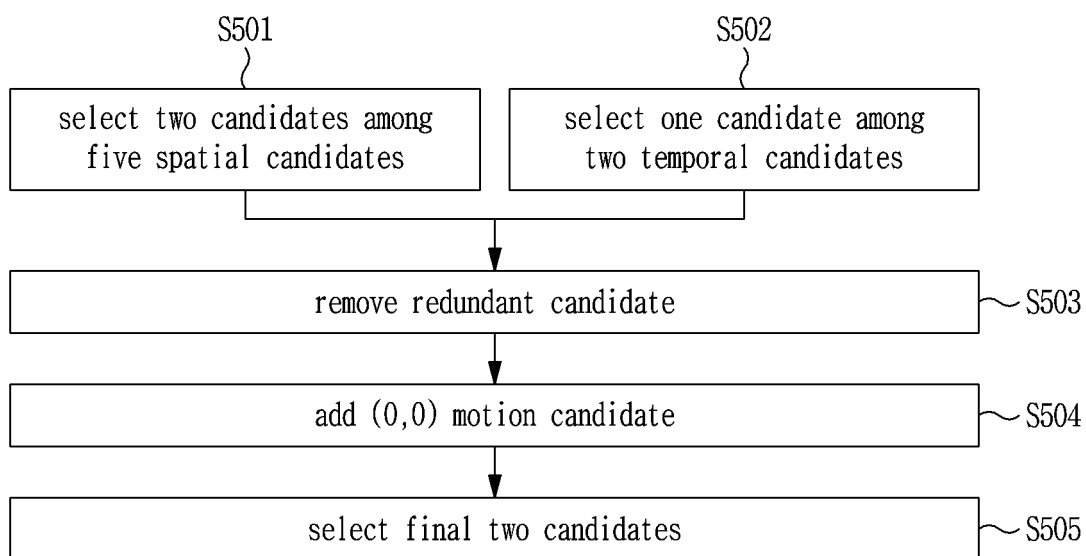 S501
S502
select two candidates among
five spatial candidates
select one candidate among
two temporal candidates
remove redundant candidate
S503
add (0,0) motion candidate
S504
select final two candidates
S505